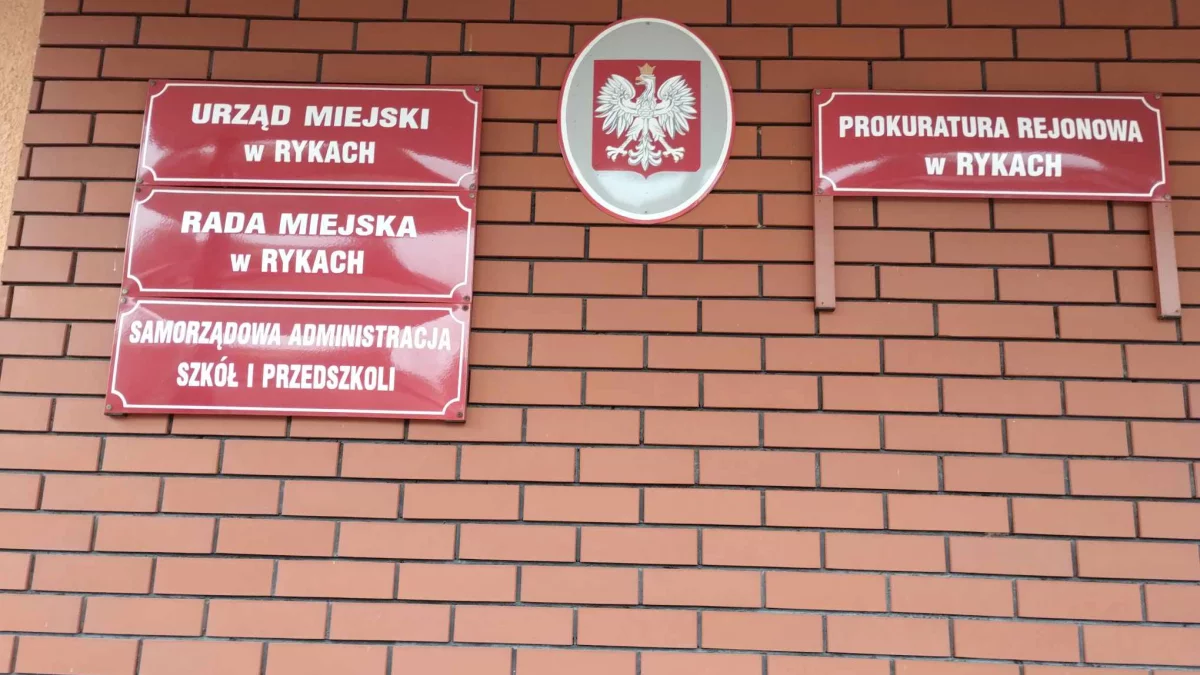 URZĄD MIEJSKI
w RYKACH
RADA MIEJSKA
w RYKACH
SAMORZĄDOWA ADMINISTRACJA
SZKÓŁ I PRZEDSZKOLI
PROKURATURA REJONOWA
w RYKACH